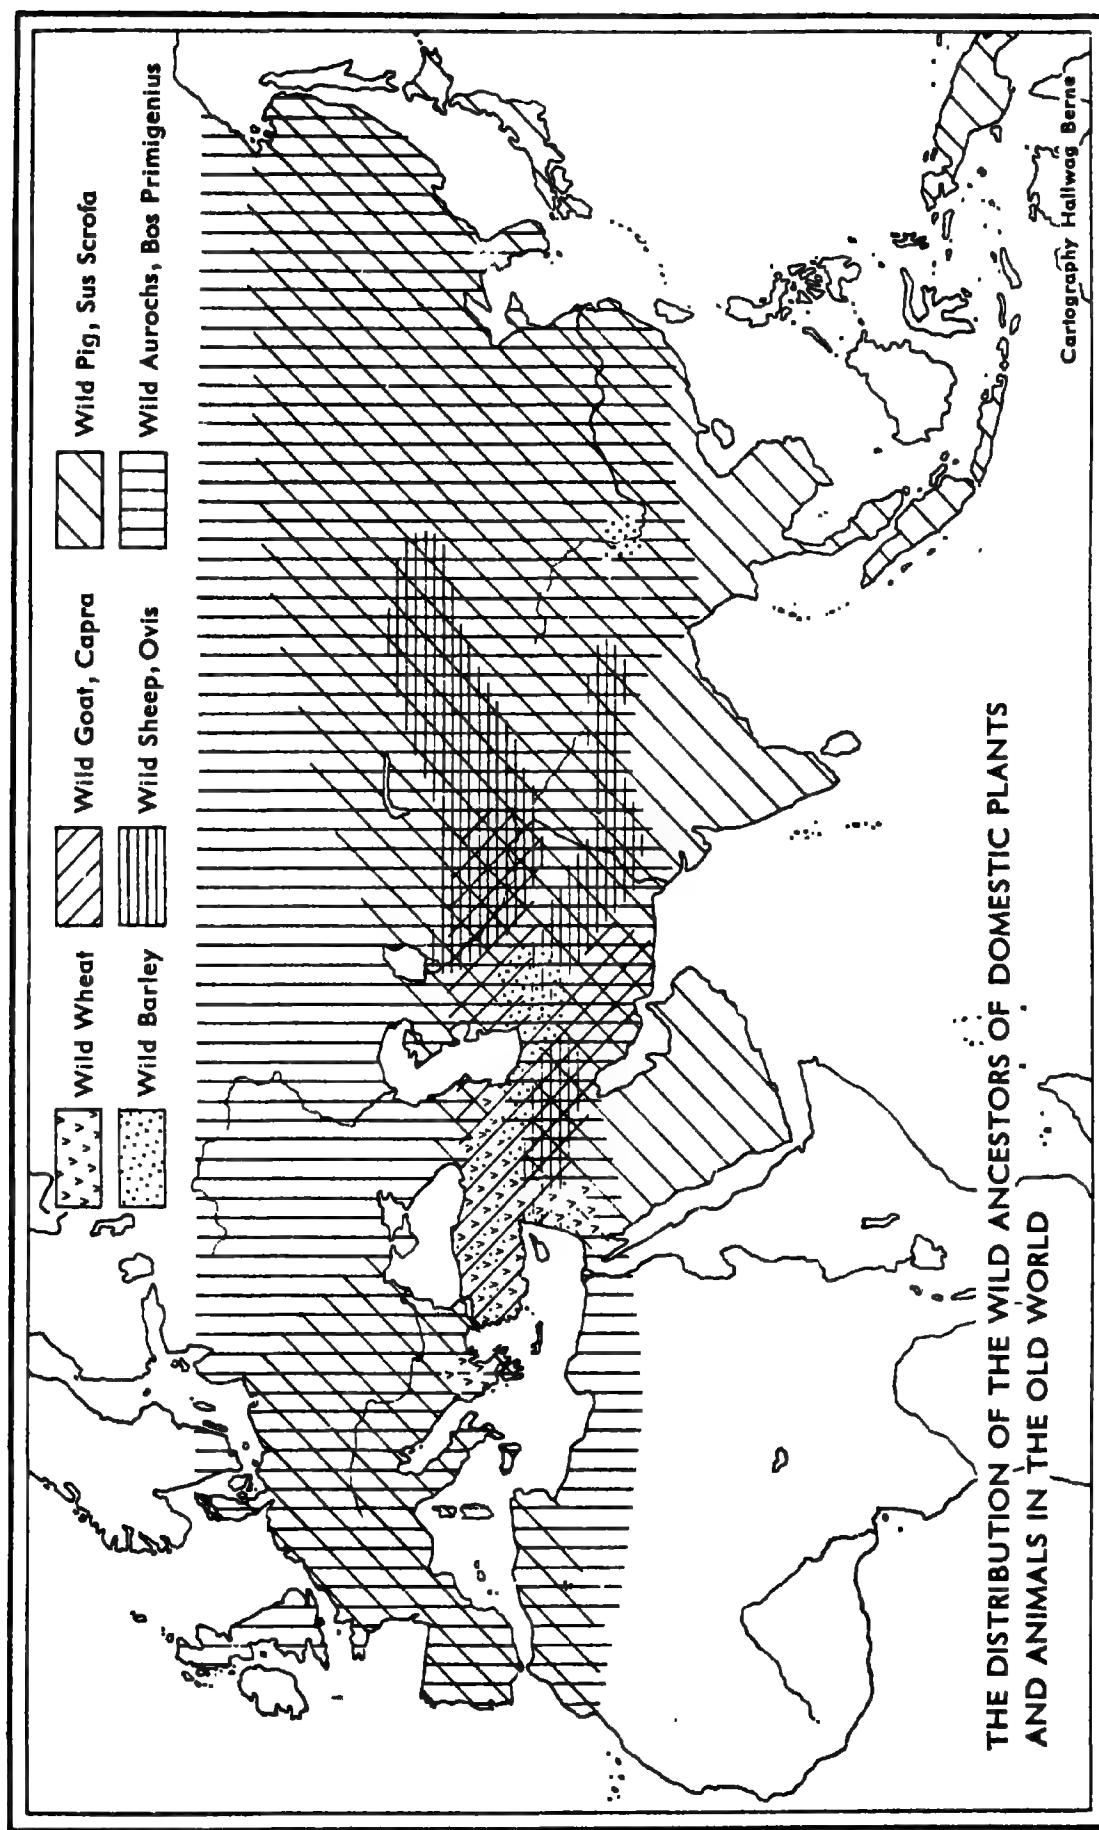 Wild Wheat
Wild Goat, Capra
Wild Pig, Sus Scrofa
Wild Barley
Wild Sheep, Ovis
Wild Aurochs, Bos Primigenius
THE DISTRIBUTION OF THE WILD ANCESTORS OF DOMESTIC PLANTS
AND ANIMALS IN THE OLD WORLD
Cartography Hallwag Berne